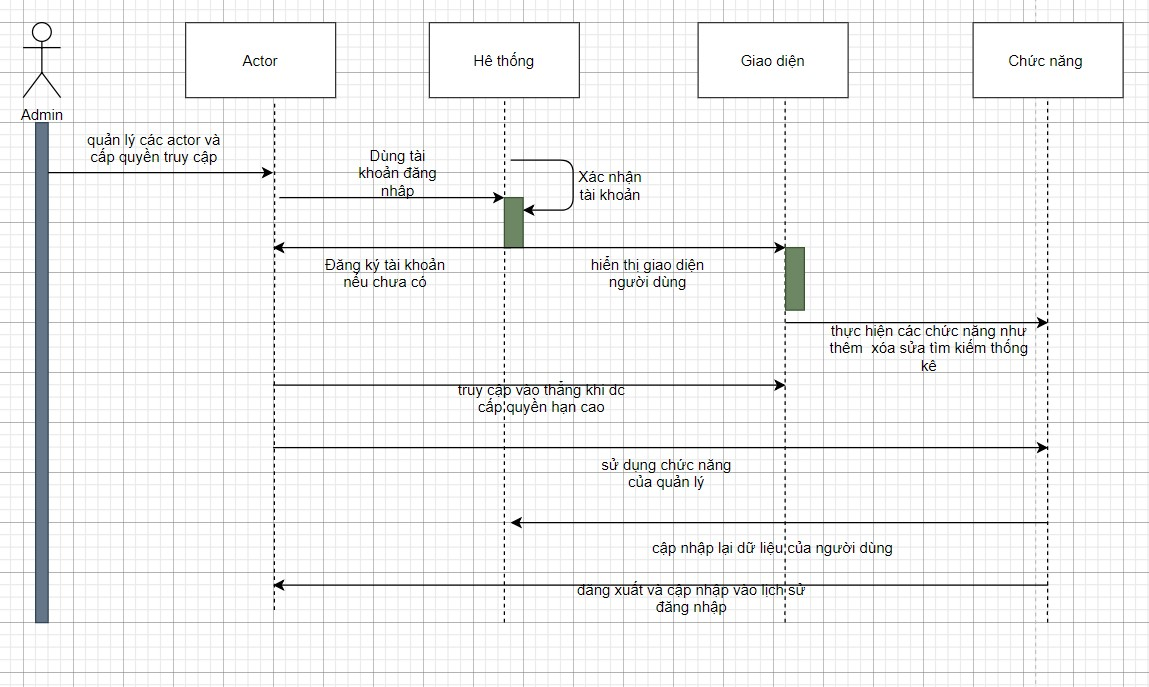 Actor
Hê thống
Giao diện
Chức năng
Admin
quản lý các actor và
cấp quyền truy cập
Dùng tài
khoản đăng
nhâp
Xác nhận
tài khoản
Đăng ký tài khoản
nếu chưa có
hiển thị giao diện
người dùng
thực hiện các chức năng như
thêm xóa sửa tìm kiếm thống
kê
truy cập vào thẳng khi dc
cấp quyền hạn cao
sử dụng chức năng
của quản lý
câp nhập lại dữ liệu của người dùng
đăng xuất và cập nhập vào lịch sử
đăng nhập